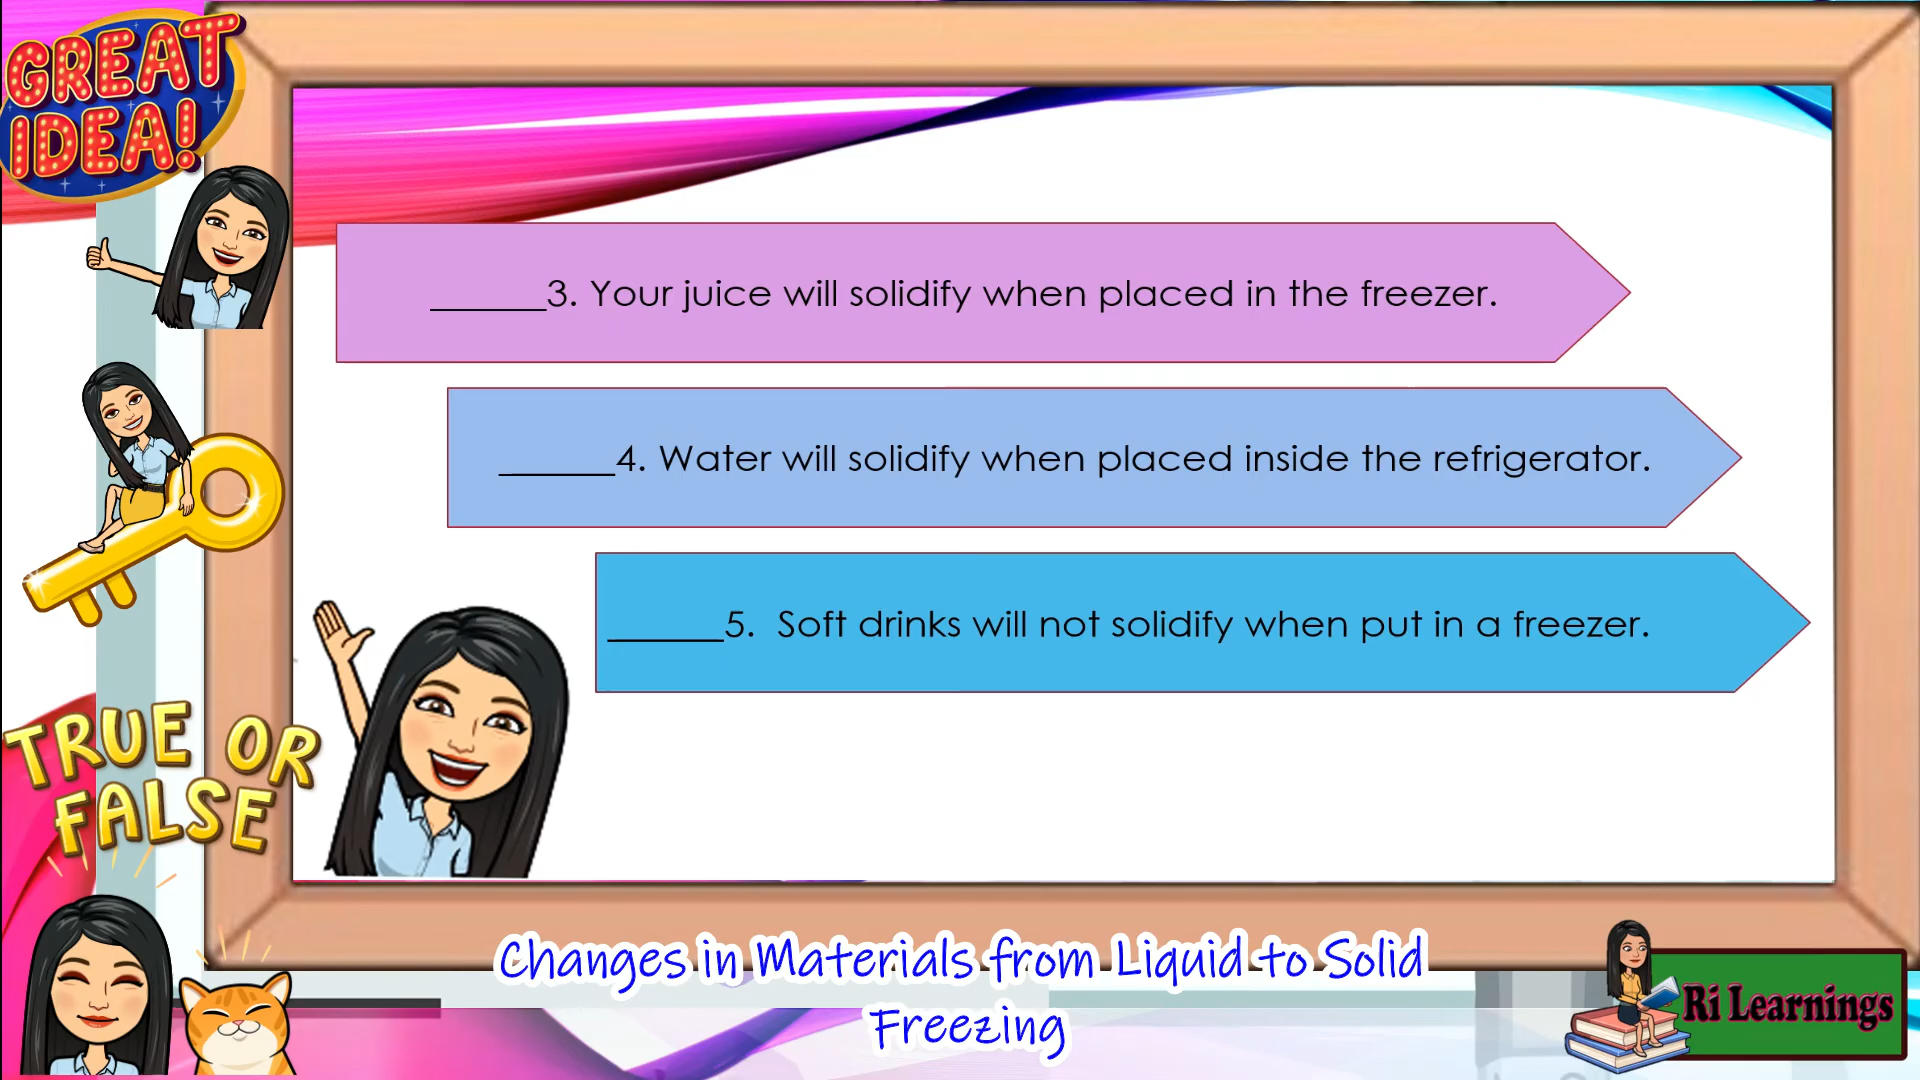 GREAT
IDEA!
______3. Your juice will solidify when placed in the freezer.
______4. Water will solidify when placed inside the refrigerator.
______5.  Soft drinks will not solidify when put in a freezer.
TRUE OR
FALSE
Changes in Materials from Liquid to Solid
Freezing
Ri Learnings